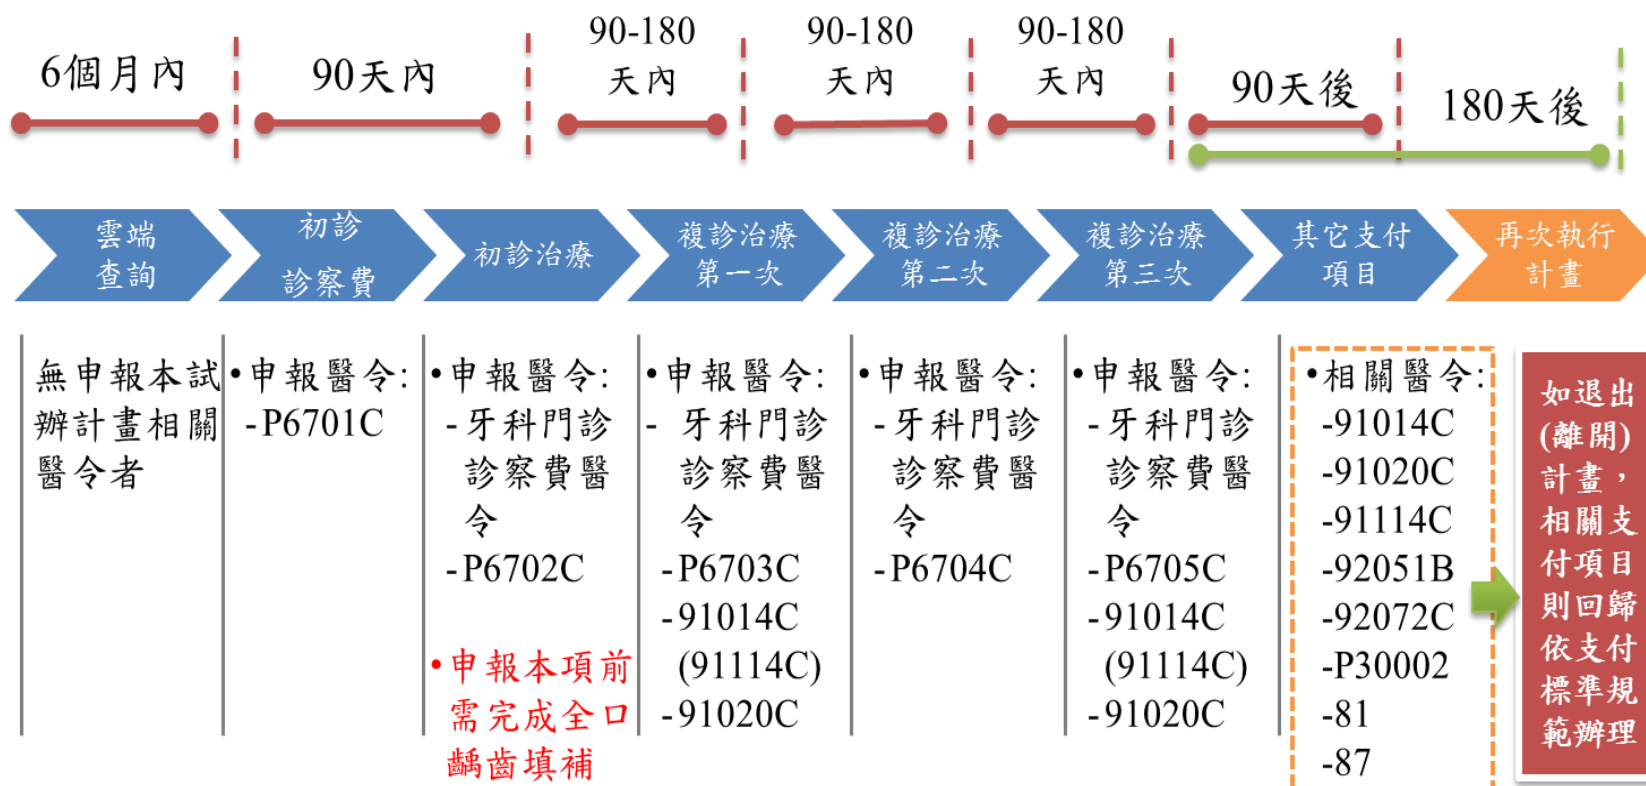 6個月內
90天內
90-180
天內
90-180
天內
90-180
天內
90天後
180天後
雲端
查詢
初診
診察費
初診治療
複診治療
第一次
複診治療
第二次
複診治療
第三次
其它支付
項目
再次執行
計畫
無申報本試
辦計畫相關
醫令者
•申報醫令:
-P6701C
•申報醫令:
-牙科門診
診察費醫
令
-P6702C
•申報本項前
需完成全口
齲齒填補
•申報醫令:
- 牙科門診
診察費醫
令
-P6703C
-91014C
(91114C)
-91020C
•申報醫令:
-牙科門診
診察費醫
令
-P6704C
•申報醫令:
-牙科門診
診察費醫
令
-P6705C
-91014C
(91114C)
-91020C
•相關醫令:
-91014C
-91020C
-91114C
-92051B
-92072C
-P30002
-81
-87
如退出
(離開)
計畫，
相關支
付項目
則回歸
依支付
標準規
範辦理